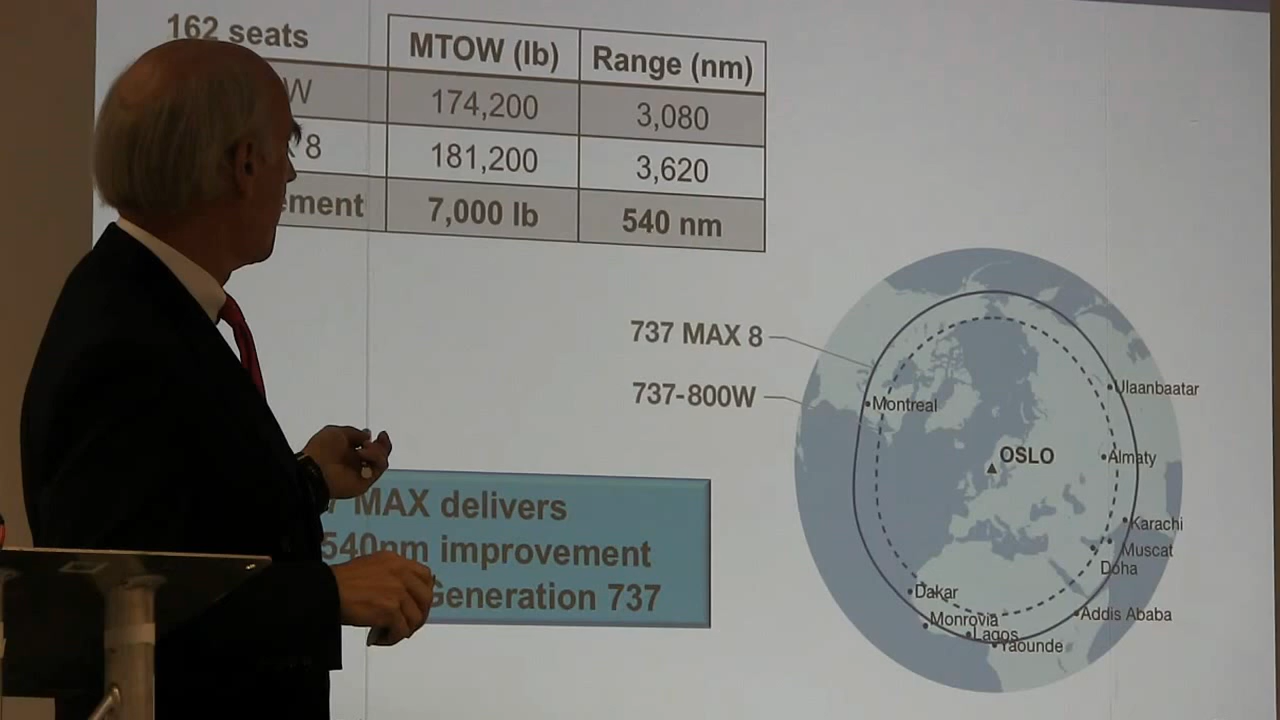 162 seats
MTOW (lb)
Range (nm)
W
174,200
3,080
8
181,200
3,620
ement
7,000 lb
540 nm
737 MAX 8
737-800W
Ulaanbaatar
Montreal
OSLO
Almaty
Karachi
Muscat
Doha
Dakar
Addis Ababa
Monrovia
Lagos
Yaounde
7 MAX delivers
540nm improvement
Generation 737